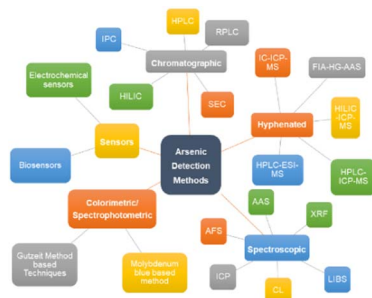 HPLC
IPC
RPLC
Chromatographic
HILIC
SEC
IC-ICP-
MS
FIA-HG-AAS
Hyphenated
HILIC
-ICP-
MS
HPLC-ESI-
MS
HPLC-
ICP-MS
Electrochemical
sensors
Sensors
Biosensors
Arsenic
Detection
Methods
Colorimetric/
Spectrophotometric
Gutzeit Method
based Techniques
Molybdenum
blue based method
AAS
XRF
AFS
Spectroscopic
ICP
CL
LIBS